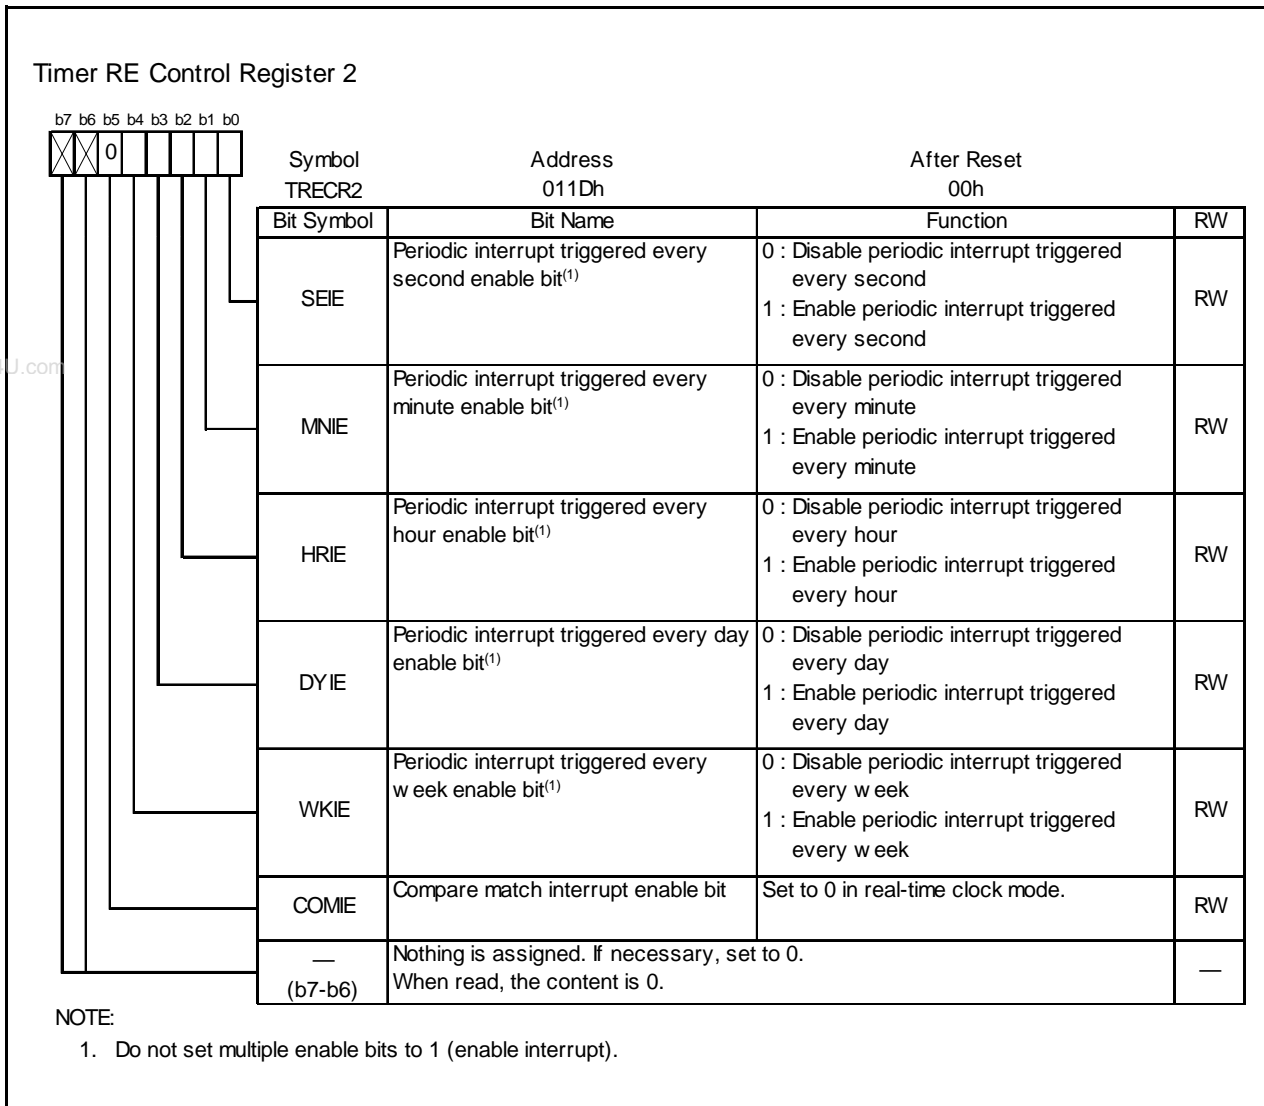 Timer RE Control Register 2
b7 b6 b5 b4 b3 b2 b1 b0
0
Symbol Address After Reset
TRECR2 011Dh 00h
Bit Symbol Bit Name Function RW
SEIE
Periodic interrupt triggered every
second enable bit(1)
0 : Disable periodic interrupt triggered
every second
1 : Enable periodic interrupt triggered
every second
RW
U.com
MNIE
Periodic interrupt triggered every
minute enable bit(1)
0 : Disable periodic interrupt triggered
every minute
1 : Enable periodic interrupt triggered
every minute
RW
HRIE
Periodic interrupt triggered every
hour enable bit(1)
0 : Disable periodic interrupt triggered
every hour
1 : Enable periodic interrupt triggered
every hour
RW
DYIE
Periodic interrupt triggered every day
enable bit(1)
0 : Disable periodic interrupt triggered
every day
1 : Enable periodic interrupt triggered
every day
RW
WKIE
Periodic interrupt triggered every
week enable bit(1)
0 : Disable periodic interrupt triggered
every week
1 : Enable periodic interrupt triggered
every week
RW
COMIE
Compare match interrupt enable bit
Set to 0 in real-time clock mode.
RW
—
(b7-b6)
Nothing is assigned. If necessary, set to 0.
When read, the content is 0.
—
NOTE:
1. Do not set multiple enable bits to 1 (enable interrupt).